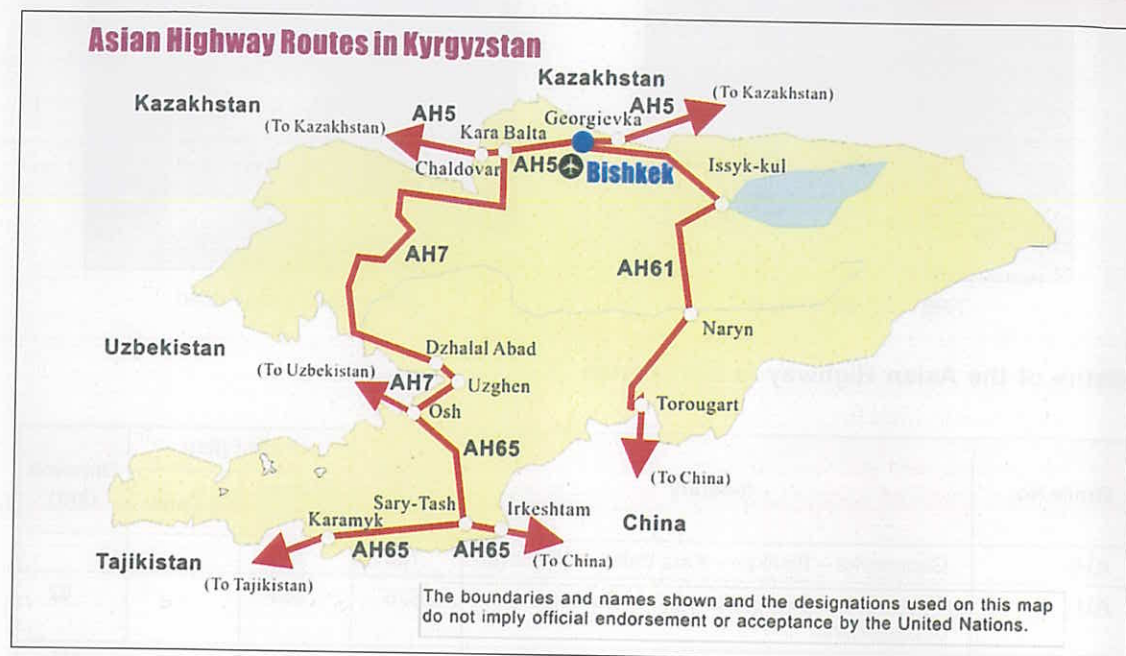 Asian Highway Routes in Kyrgyzstan
Kazakhstan
Kazakhstan
(To Kazakhstan)
AH5
Georgievka
AH5
(To Kazakhstan)
Kara Balta
Chaldovar
AH5
Bishkek
Issyk-kul
AH7
AH61
Naryn
Uzbekistan
Dzhalal Abad
(To Uzbekistan)
AH7
Uzghen
Osh
Torougart
AH65
(To China)
Sary-Tash
Irkeshtam
China
Karamyk
AH65
AH65
(To China)
Tajikistan
(To Tajikistan)
The boundaries and names shown and the designations used on this map
do not imply official endorsement or acceptance by the United Nations.